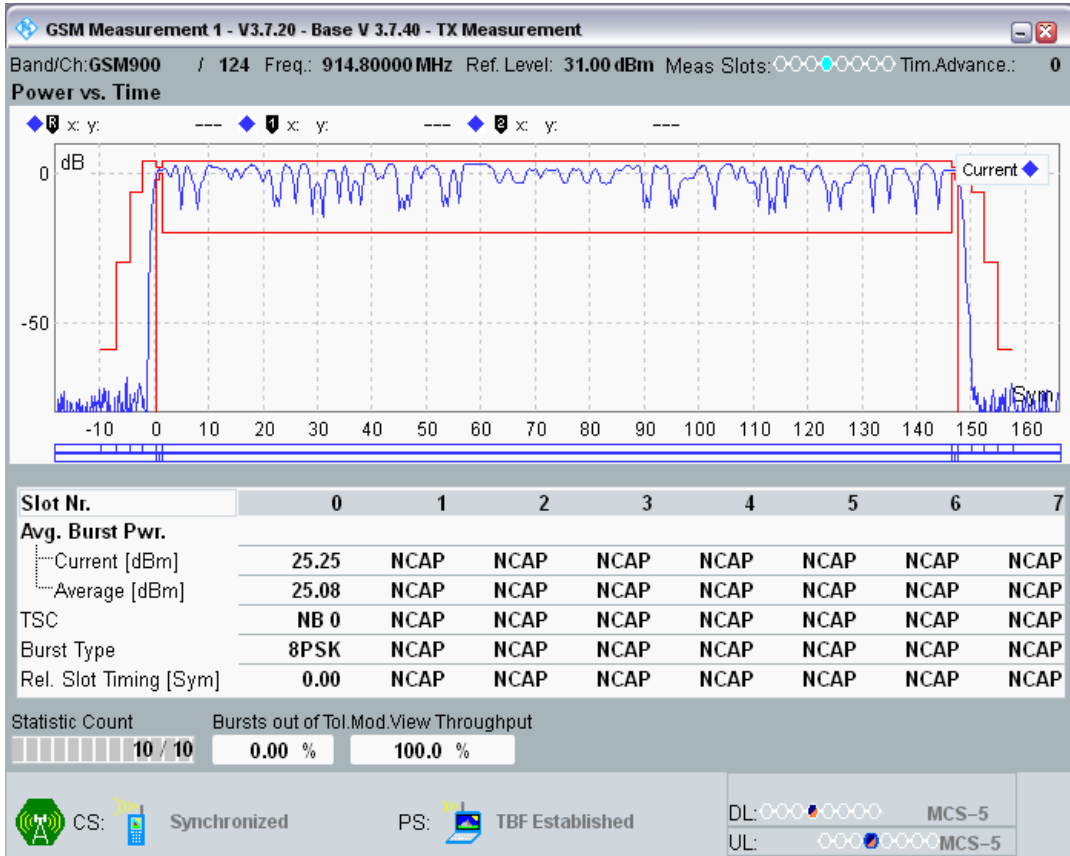 GSM Measurement 1 - V3.7.20 - Base V 3.7.40 - TX Measurement
Band/Ch:GSM900 / 124 Freq.: 914.80000 MHz Ref. Level: 31.00 dBm Meas Slots: Tim.Advance.: 0
Power vs. Time
R x: y: --- 1 x: y: --- 2 x: y: ---
dB
Current
0
-50
Sym
-10 0 10 20 30 40 50 60 70 80 90 100 110 120 130 140 150 160
Slot Nr. 0 1 2 3 4 5 6 7
Avg. Burst Pwr.
Current [dBm] 25.25 NCAP NCAP NCAP NCAP NCAP NCAP NCAP
Average [dBm] 25.08 NCAP NCAP NCAP NCAP NCAP NCAP NCAP
TSC NB 0 NCAP NCAP NCAP NCAP NCAP NCAP NCAP
Burst Type 8PSK NCAP NCAP NCAP NCAP NCAP NCAP NCAP
Rel. Slot Timing [Sym] 0.00 NCAP NCAP NCAP NCAP NCAP NCAP NCAP
Statistic Count Bursts out of Tol. Mod.View Throughput
10 / 10 0.00 % 100.0 %
CS: Synchronized PS: TBF Established
DL: MCS-5
UL: MCS-5